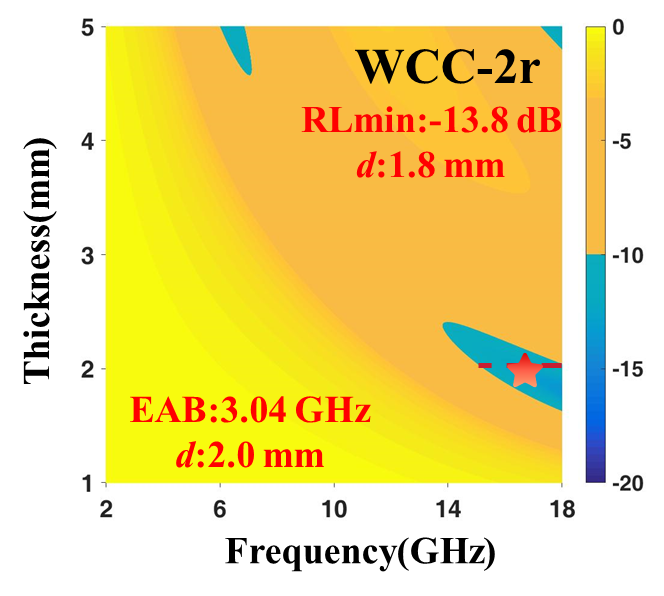 WCC-2r
RLmin:-13.8 dB
d:1.8 mm
EAB:3.04 GHz
d:2.0 mm
Thickness(mm)
5
4
3
2
1
2 6 10 14 18
Frequency(GHz)
0
-5
-10
-15
-20